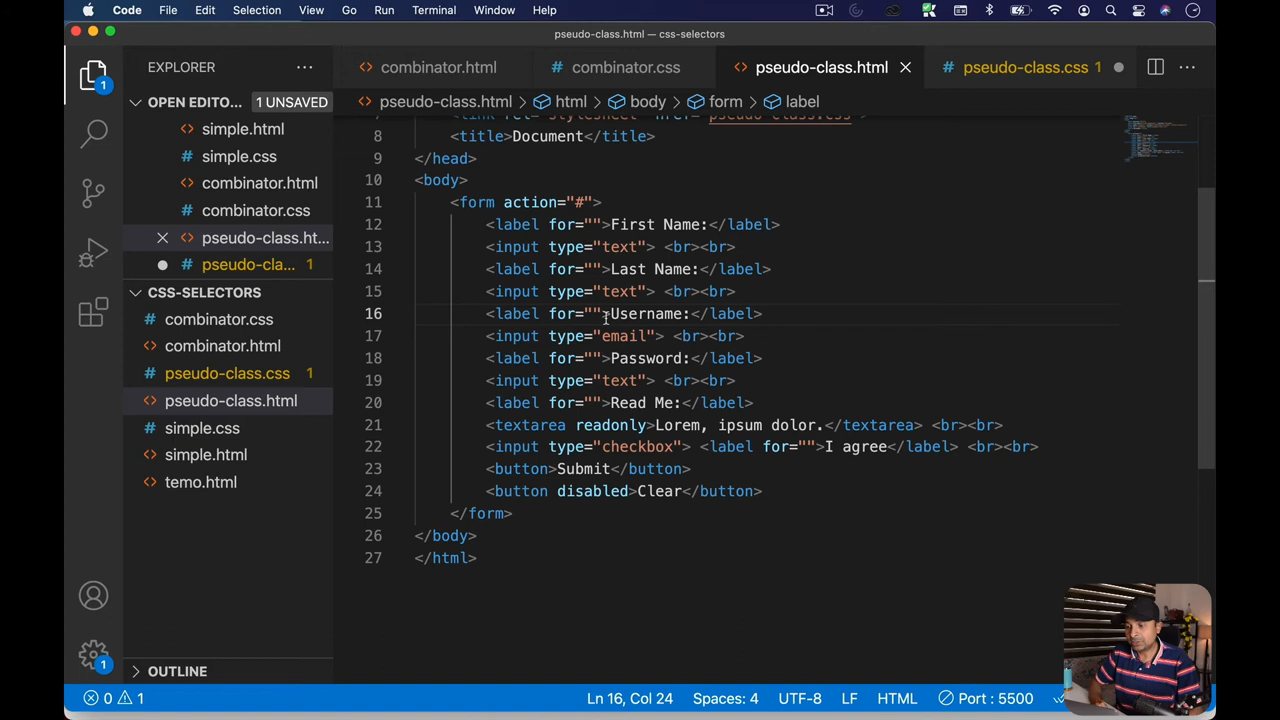 Code File Edit Selection View Go Run Terminal Window Help
pseudo-class.html — css-selectors
EXPLORER
combinator.html
combinator.css
pseudo-class.html
pseudo-class.css 1
OPEN EDITO... 1 UNSAVED
pseudo-class.html > html > body > form > label
simple.html
simple.css
combinator.html
combinator.css
pseudo-class.ht...
pseudo-cla... 1
CSS-SELECTORS
combinator.css
combinator.html
pseudo-class.css 1
pseudo-class.html
simple.css
simple.html
temo.html
OUTLINE
8 <title>Document</title>
9 </head>
10 <body>
11 <form action="#">
12 <label for="">First Name:</label>
13 <input type="text"> <br><br>
14 <label for="">Last Name:</label>
15 <input type="text"> <br><br>
16 <label for="">Username:</label>
17 <input type="email"> <br><br>
18 <label for="">Password:</label>
19 <input type="text"> <br><br>
20 <label for="">Read Me:</label>
21 <textarea readonly>Lorem, ipsum dolor.</textarea> <br><br>
22 <input type="checkbox"> <label for="">I agree</label> <br><br>
23 <button>Submit</button>
24 <button disabled>Clear</button>
25 </form>
26 </body>
27 </html>
1
1
0 1 Ln 16, Col 24 Spaces: 4 UTF-8 LF HTML Port : 5500